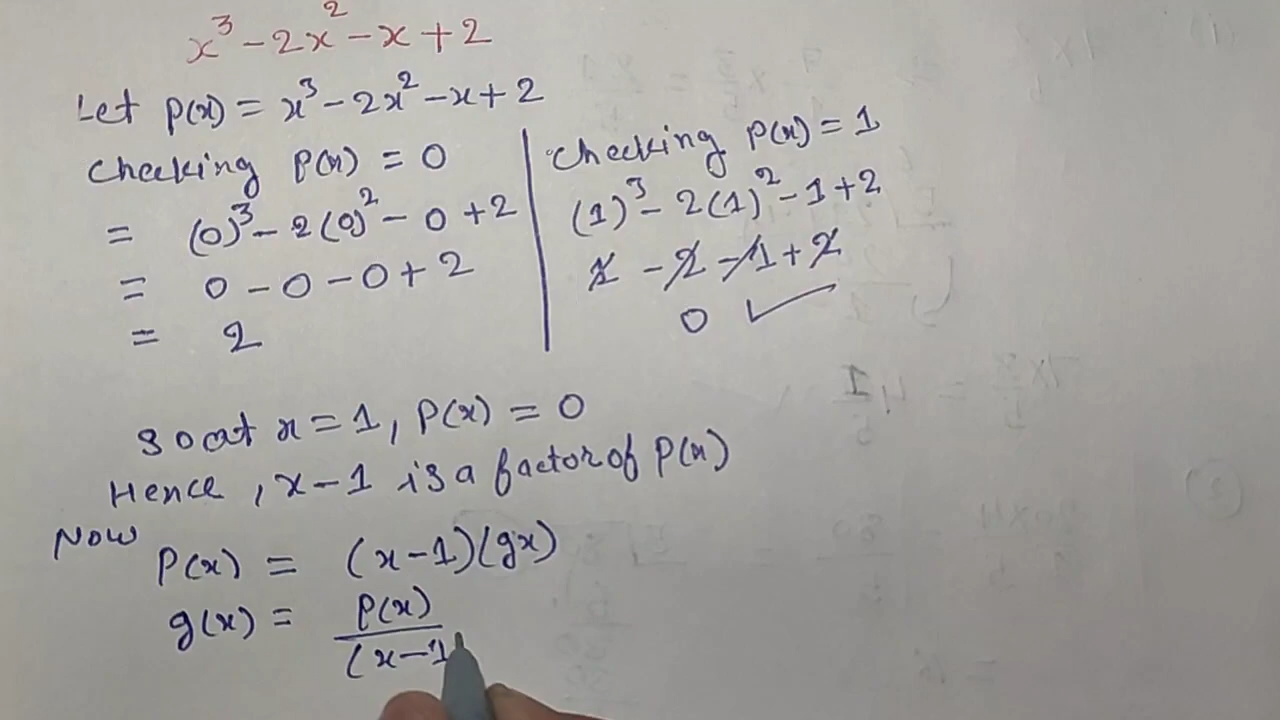 x³ - 2x² - x + 2
Let P(x) = x³ - 2x² - x + 2
Checking P(x) = 0
= (0)³ - 2(0)² - 0 + 2
= 0 - 0 - 0 + 2
= 2
Checking P(x) = 1
(1)³ - 2(1)² - 1 + 2
1 - 2 - 1 + 2
0 ✓
So at x = 1, P(x) = 0
Hence, x - 1 is a factor of P(x)
Now
P(x) = (x-1)(gx)
g(x) = P(x)
(x-1